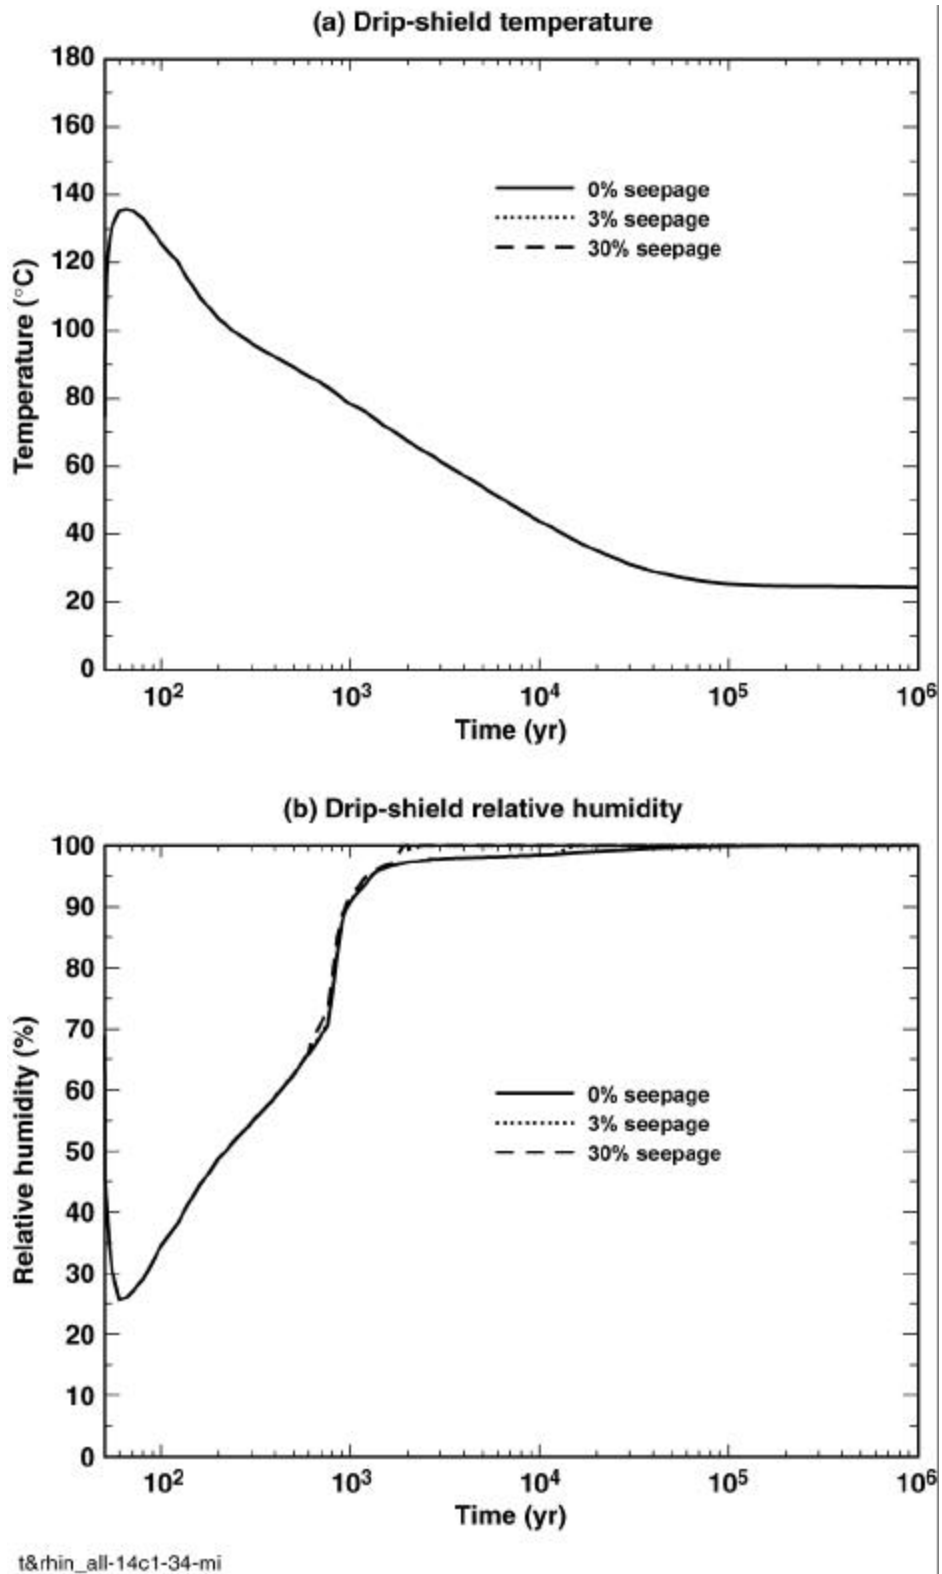 (a) Drip-shield temperature
180
160
140
120
100
80
60
40
20
0
Temperature (°C)
0% seepage
3% seepage
30% seepage
10² 10³ 10⁴ 10⁵ 10⁶
Time (yr)
(b) Drip-shield relative humidity
100
90
80
70
60
50
40
30
20
10
0
Relative humidity (%)
0% seepage
3% seepage
30% seepage
10² 10³ 10⁴ 10⁵ 10⁶
Time (yr)
t&rhin_all-14c1-34-mi